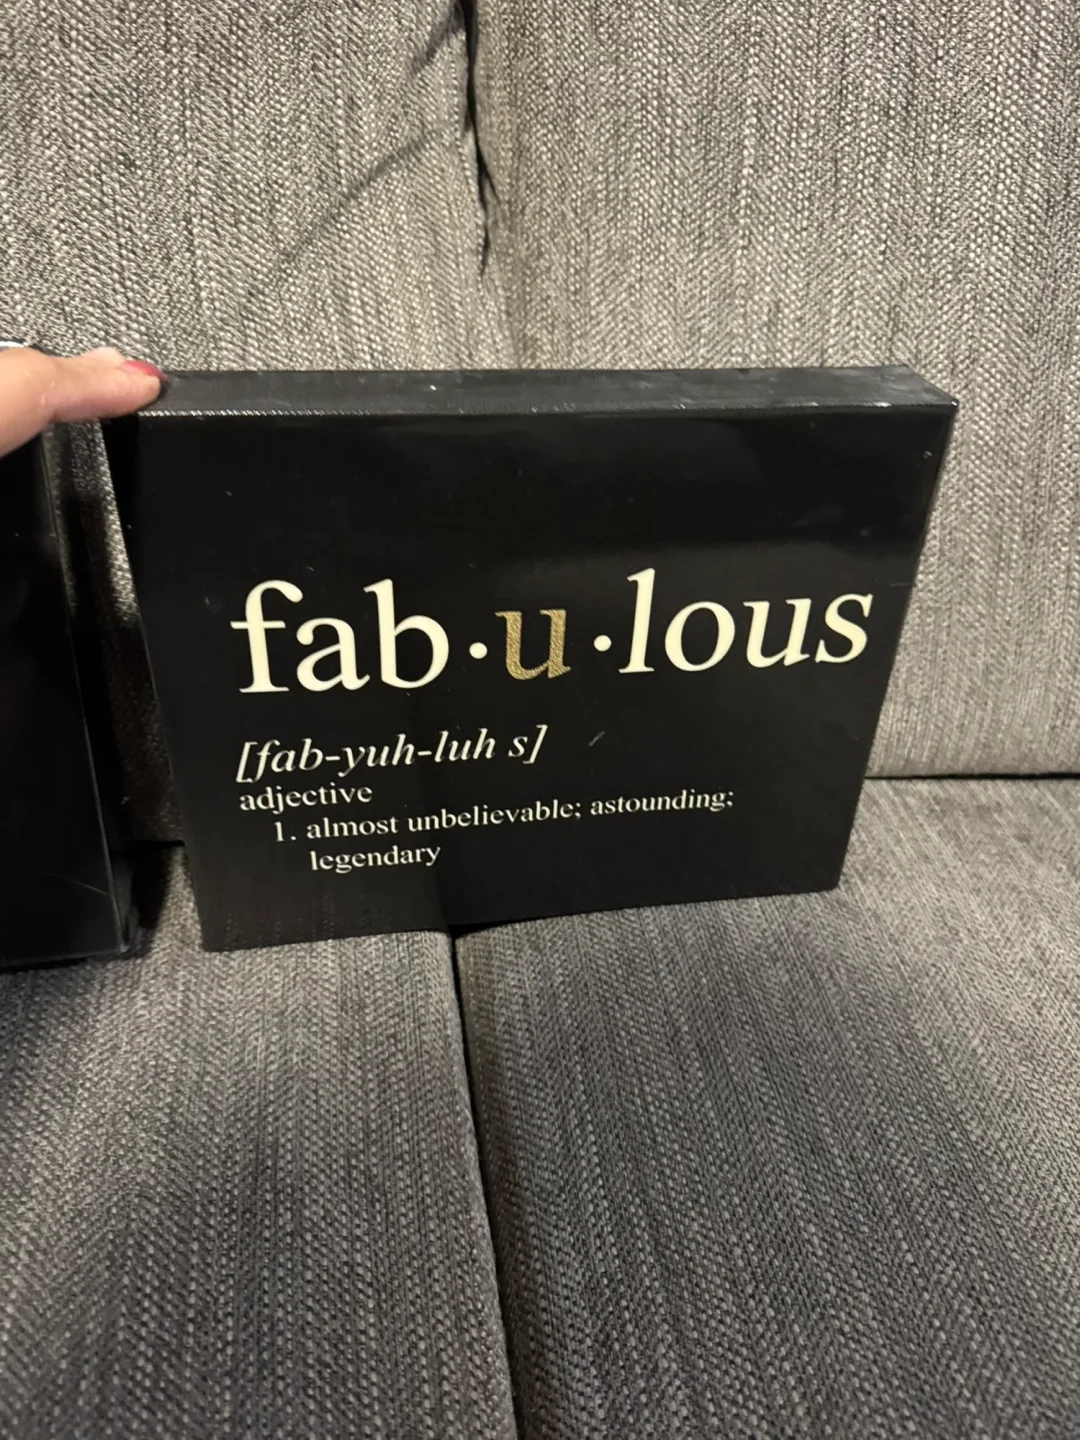 fab·u·lous
[fab-yuh-luh s]
adjective
1. almost unbelievable; astounding;
legendary